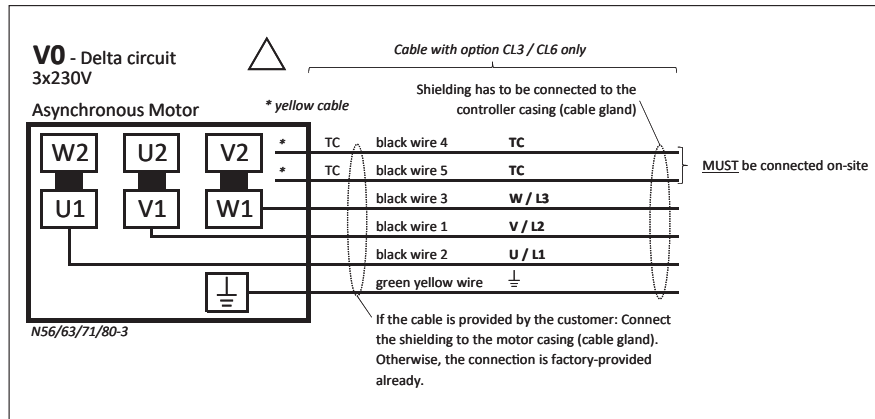 V0 - Delta circuit
3x230V
Cable with option CL3 / CL6 only
Shielding has to be connected to the
controller casing (cable gland)
* yellow cable
Asynchronous Motor
W2 U2 V2
* TC black wire 4 TC
* TC black wire 5 TC
MUST be connected on-site
U1 V1 W1
black wire 3 W / L3
black wire 1 V / L2
black wire 2 U / L1
green yellow wire
N56/63/71/80-3
If the cable is provided by the customer: Connect
the shielding to the motor casing (cable gland).
Otherwise, the connection is factory-provided
already.